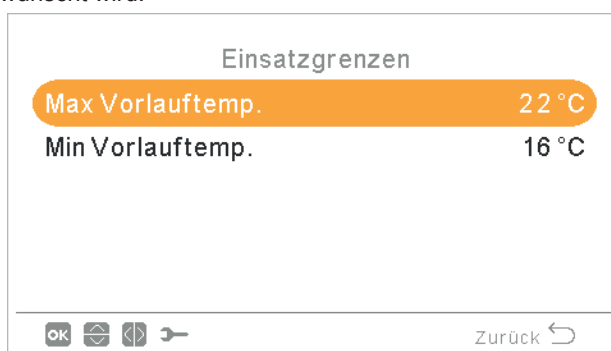 Einsatzgrenzen
Max Vorlauftemp. 22 °C
Min Vorlauftemp. 16 °C
OK Zurück